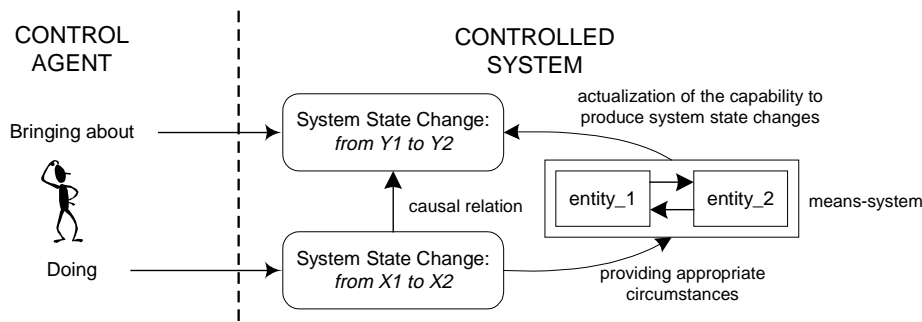 CONTROL
AGENT
CONTROLLED
SYSTEM
Bringing about
System State Change:
from Y1 to Y2
actualization of the capability to
produce system state changes
causal relation
entity_1
entity_2
means-system
Doing
System State Change:
from X1 to X2
providing appropriate
circumstances